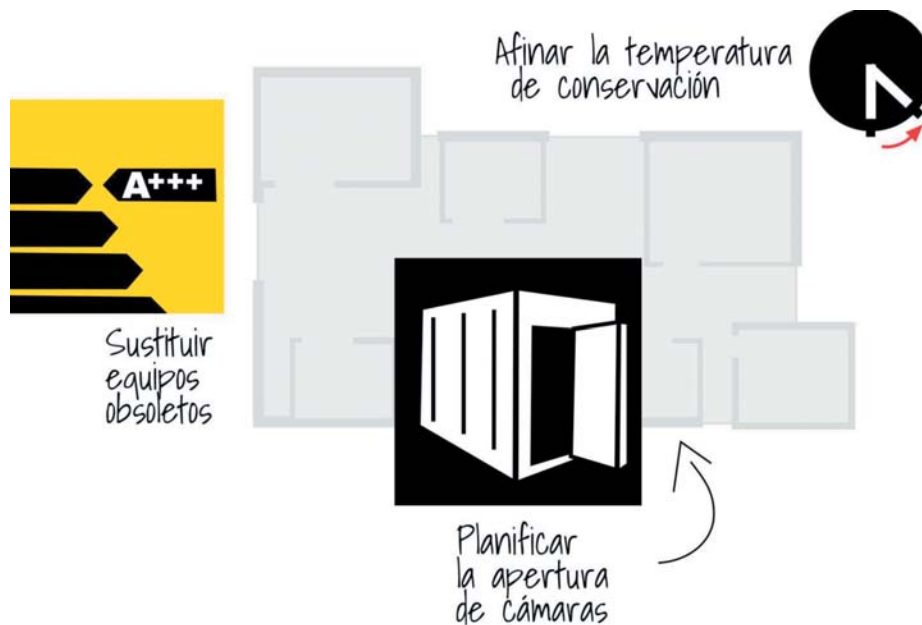 Afinar la temperatura
de conservación
A+++
Sustituir
equipos
obsoletos
Planificar
la apertura
de cámaras